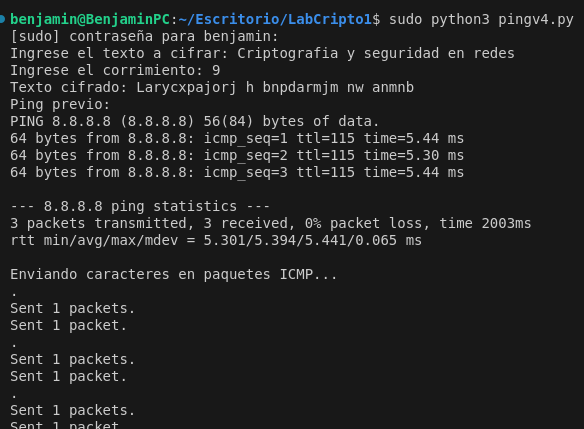 benjamin@BenjaminPC:~/Escritorio/LabCripto1$ sudo python3 pingv4.py
[sudo] contraseña para benjamin:
Ingrese el texto a cifrar: Criptografia y seguridad en redes
Ingrese el corrimiento: 9
Texto cifrado: Larycxpajorj h bnpdarmjm nw anmnb
Ping previo:
PING 8.8.8.8 (8.8.8.8) 56(84) bytes of data.
64 bytes from 8.8.8.8: icmp_seq=1 ttl=115 time=5.44 ms
64 bytes from 8.8.8.8: icmp_seq=2 ttl=115 time=5.30 ms
64 bytes from 8.8.8.8: icmp_seq=3 ttl=115 time=5.44 ms
--- 8.8.8.8 ping statistics ---
3 packets transmitted, 3 received, 0% packet loss, time 2003ms
rtt min/avg/max/mdev = 5.301/5.394/5.441/0.065 ms
Enviando caracteres en paquetes ICMP...
.
Sent 1 packets.
Sent 1 packet.
.
Sent 1 packets.
Sent 1 packet.
.
Sent 1 packets.
Sent 1 packet.